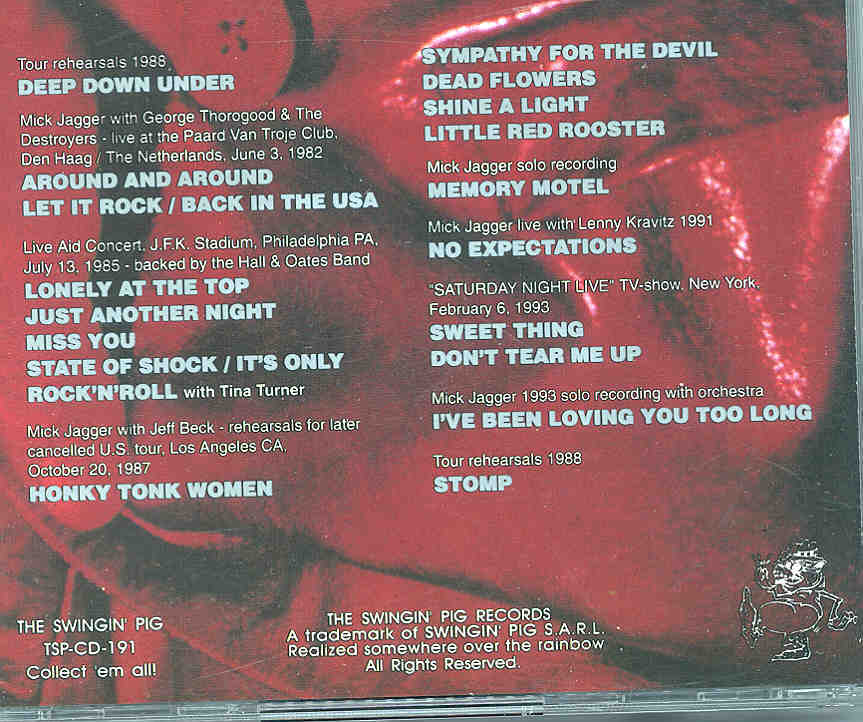 Tour rehearsals 1988
DEEP DOWN UNDER
Mick Jagger with George Thorogood & The
Destroyers - live at the Paard Van Troje Club,
Den Haag / The Netherlands, June 3, 1982
AROUND AND AROUND
LET IT ROCK / BACK IN THE USA
Live Aid Concert. J.F.K. Stadium, Philadelphia PA,
July 13, 1985 - backed by the Hall & Oates Band
LONELY AT THE TOP
JUST ANOTHER NIGHT
MISS YOU
STATE OF SHOCK / IT'S ONLY
ROCK'N'ROLL with Tina Turner
Mick Jagger with Jeff Beck - rehearsals for later
cancelled U.S. tour, Los Angeles CA,
October 20, 1987
HONKY TONK WOMEN
SYMPATHY FOR THE DEVIL
DEAD FLOWERS
SHINE A LIGHT
LITTLE RED ROOSTER
Mick Jagger solo recording
MEMORY MOTEL
Mick Jagger live with Lenny Kravitz 1991
NO EXPECTATIONS
"SATURDAY NIGHT LIVE" TV-show. New York.
February 6, 1993
SWEET THING
DON'T TEAR ME UP
Mick Jagger 1993 solo recording with orchestra
I'VE BEEN LOVING YOU TOO LONG
Tour rehearsals 1988
STOMP
THE SWINGIN' PIG
TSP-CD-191
Collect 'em all!
THE SWINGIN' PIG RECORDS
A trademark of SWINGIN' PIG S.A.R.L.
Realized somewhere over the rainbow
All Rights Reserved.